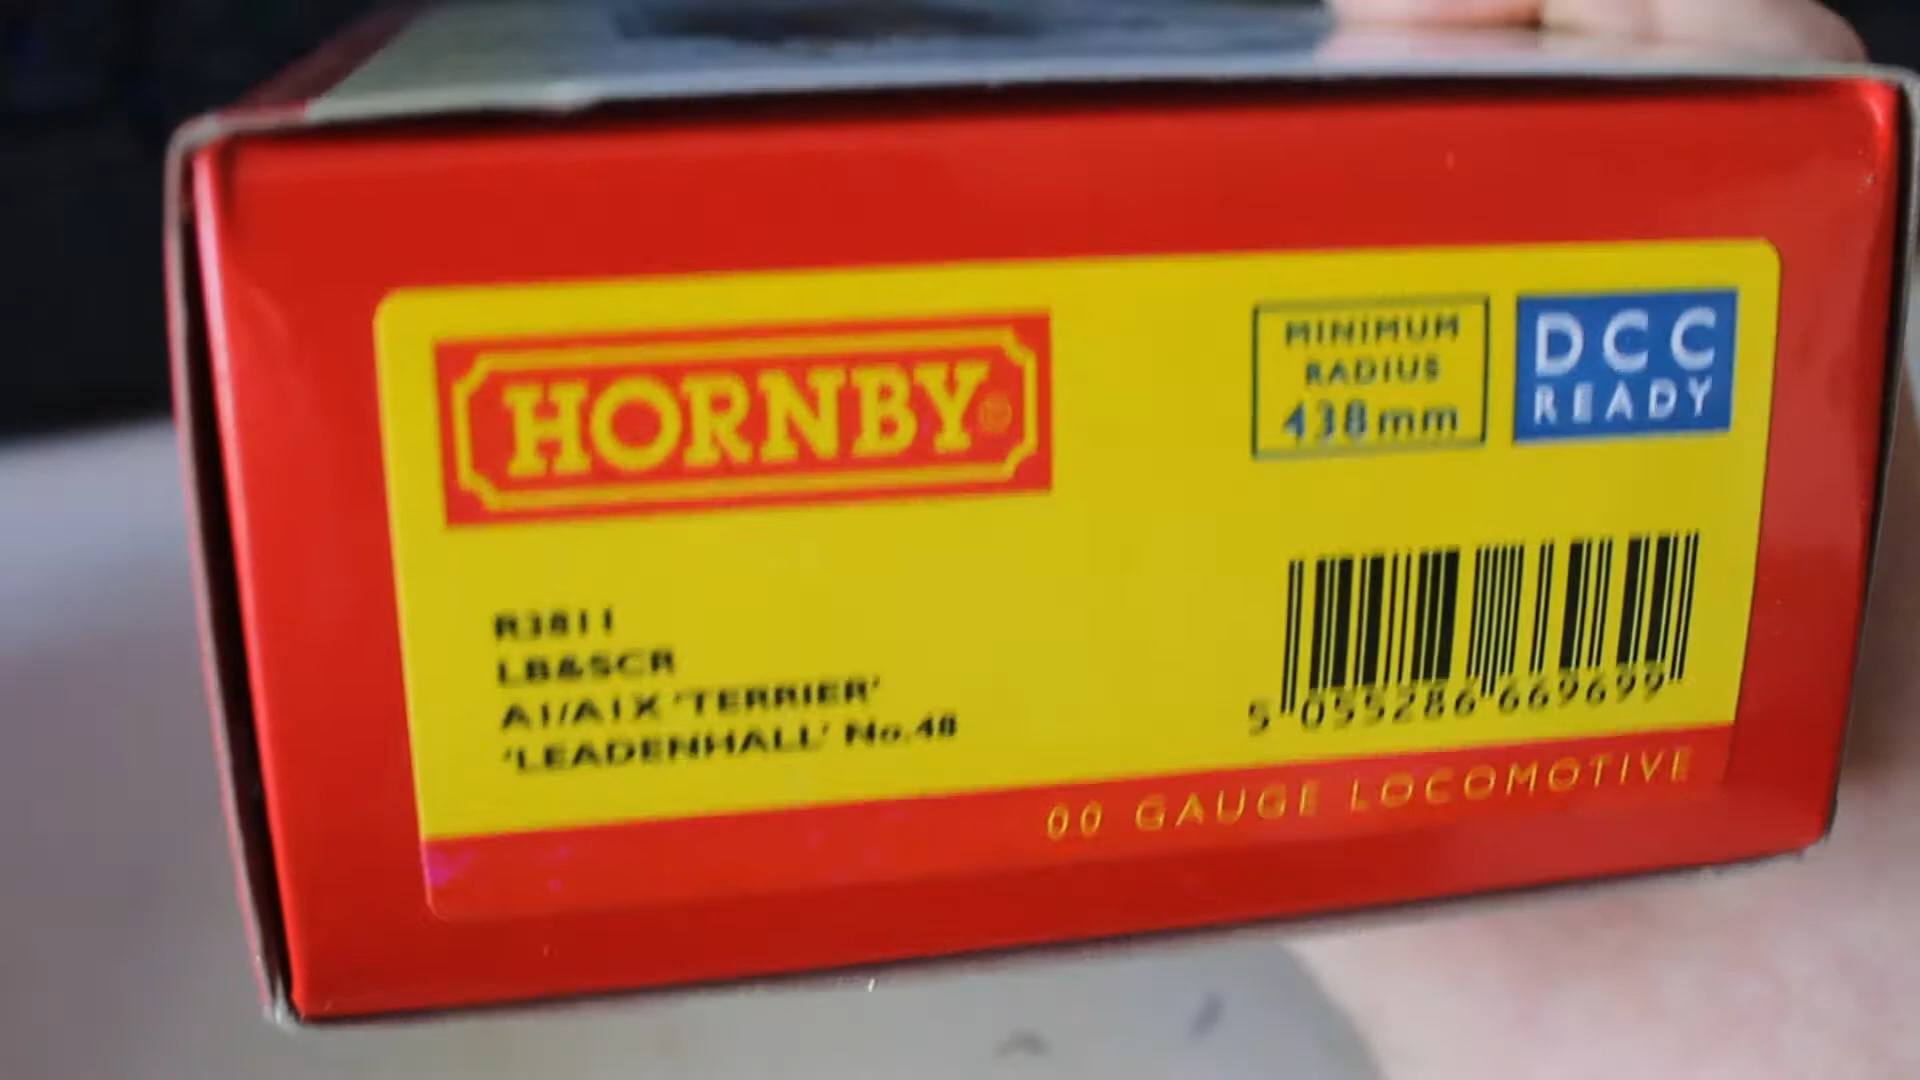 HORNBY®
MINIMUM
RADIUS
438mm
DCC
READY
R3811
LB&SCR
A1/A1X 'TERRIER'
'LEADENHALL' No.48
5 055286 669699
00 GAUGE LOCOMOTIVE